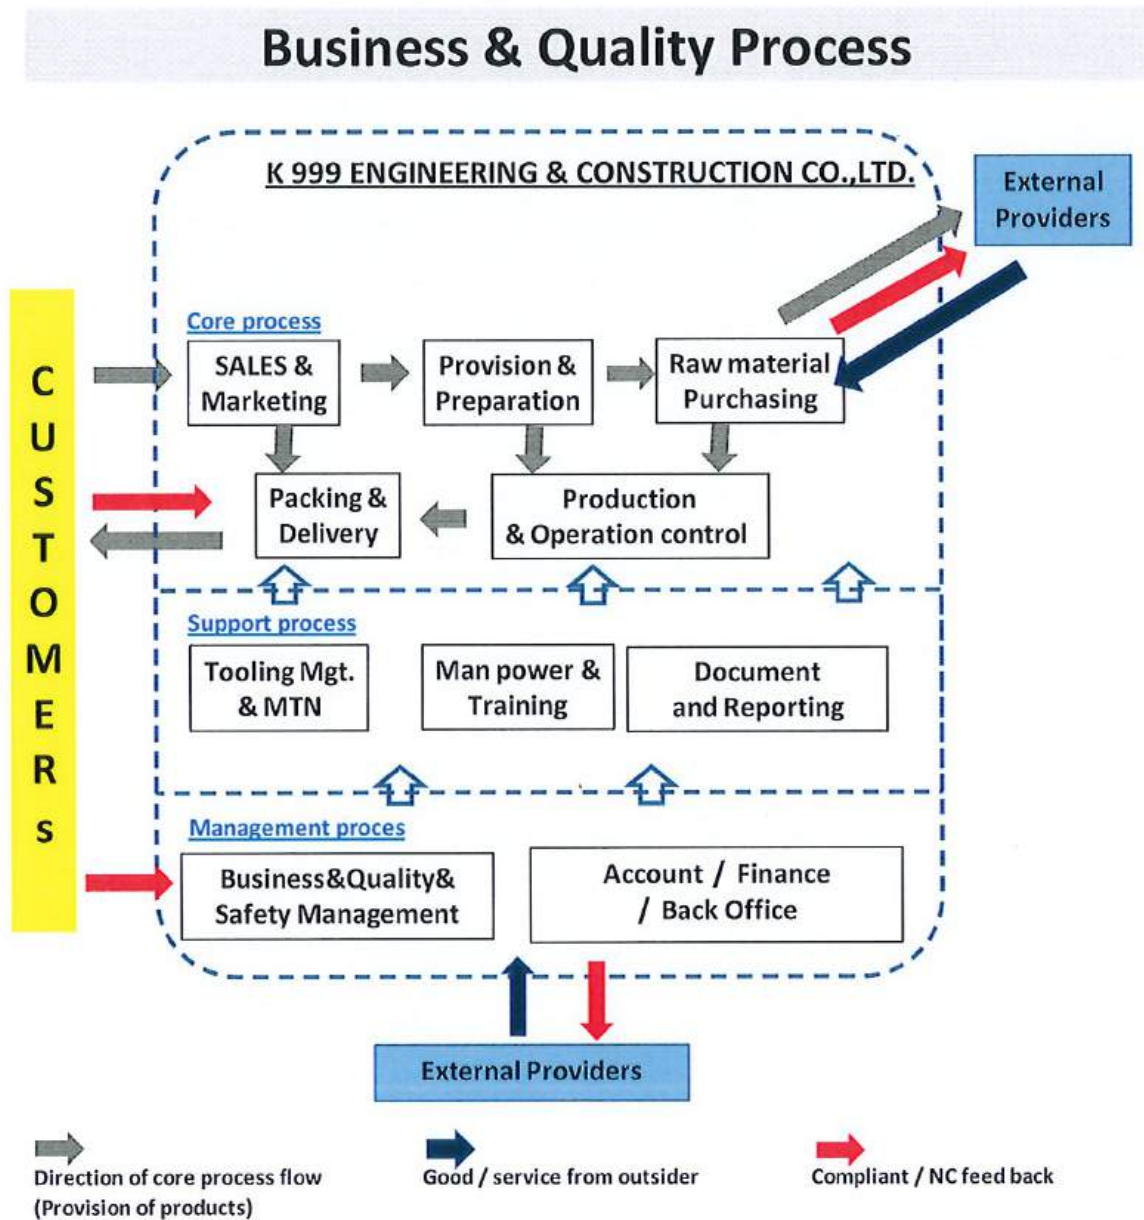 Business & Quality Process
K 999 ENGINEERING & CONSTRUCTION CO.,LTD.
External
Providers
CUSTOMERs
Core process
SALES &
Marketing
Provision &
Preparation
Raw material
Purchasing
Packing &
Delivery
Production
& Operation control
Support process
Tooling Mgt.
& MTN
Man power &
Training
Document
and Reporting
Management proces
Business&Quality&
Safety Management
Account / Finance
/ Back Office
External Providers
Direction of core process flow
(Provision of products)
Good / service from outsider
Compliant / NC feed back